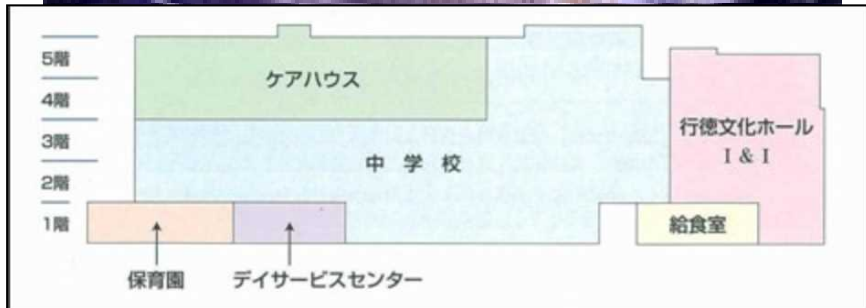 5階
4階
3階
2階
1階
ケアハウス
中 学 校
行徳文化ホール
I & I
給食室
保育園
デイサービスセンター